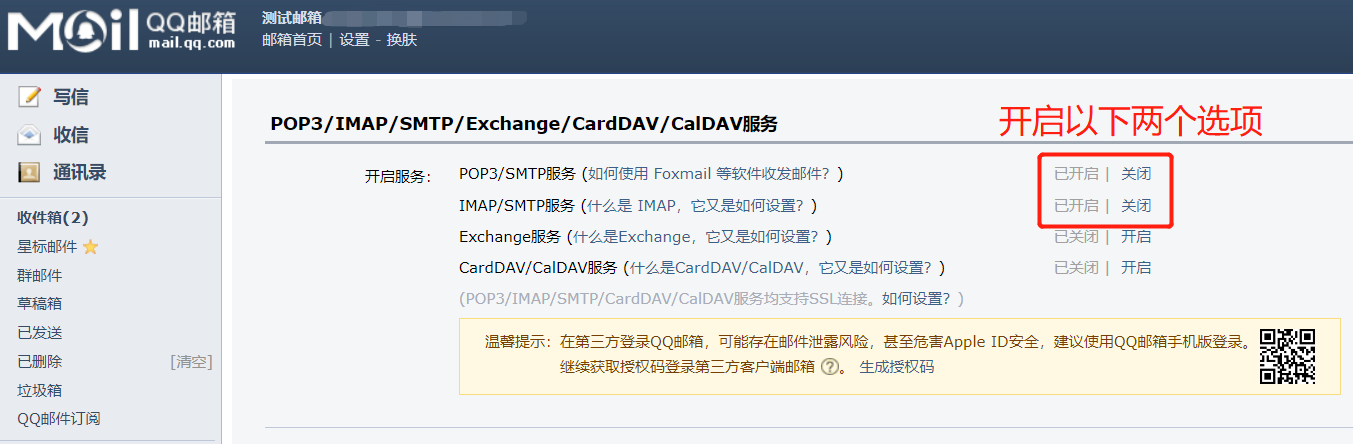 Mail QQ邮箱
mail.qq.com
测试邮箱
邮箱首页 | 设置 - 换肤
写信
收信
通讯录
收件箱(2)
星标邮件
群邮件
草稿箱
已发送
已删除 [清空]
垃圾箱
QQ邮件订阅
开启以下两个选项
POP3/IMAP/SMTP/Exchange/CardDAV/CalDAV服务
开启服务： POP3/SMTP服务 (如何使用 Foxmail 等软件收发邮件？) 已开启 | 关闭
IMAP/SMTP服务 (什么是 IMAP，它又是如何设置？) 已开启 | 关闭
Exchange服务 (什么是Exchange，它又是如何设置？) 已关闭 | 开启
CardDAV/CalDAV服务 (什么是CardDAV/CalDAV，它又是如何设置？) 已关闭 | 开启
(POP3/IMAP/SMTP/CardDAV/CalDAV服务均支持SSL连接。如何设置？)
温馨提示：在第三方登录QQ邮箱，可能存在邮件泄露风险，甚至危害Apple ID安全，建议使用QQ邮箱手机版登录。
继续获取授权码登录第三方客户端邮箱 ? 。 生成授权码